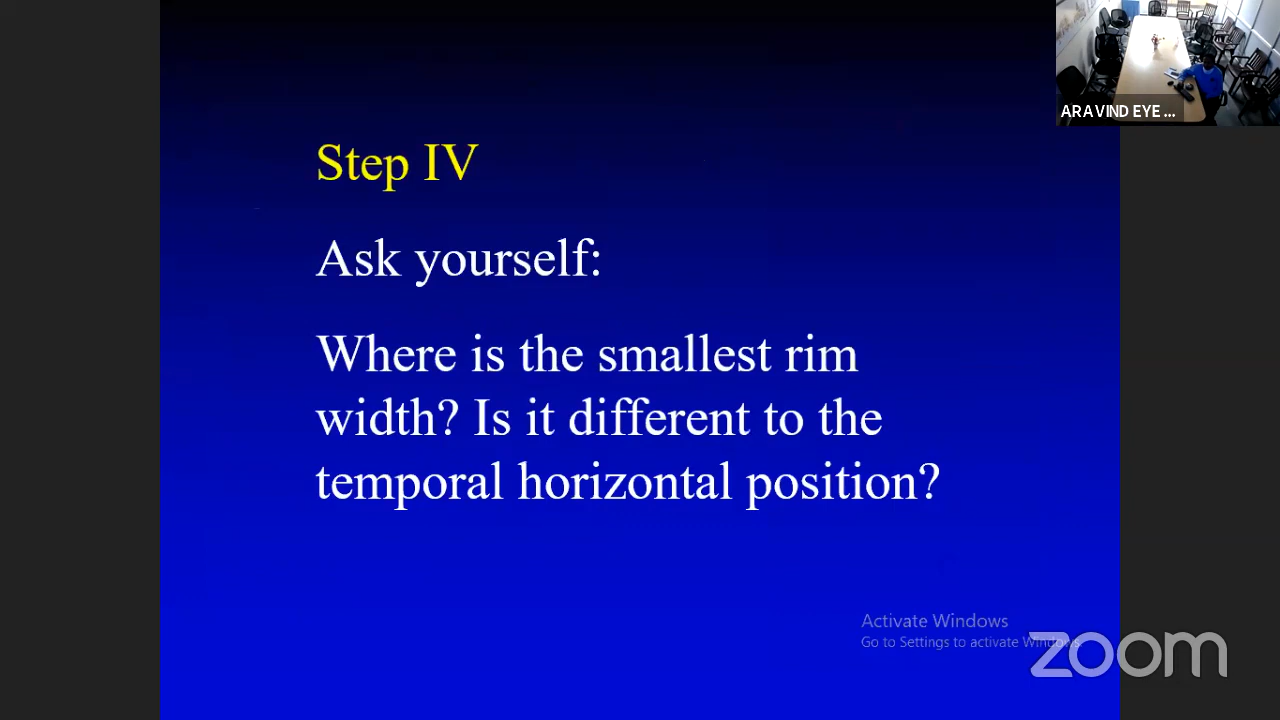 ARAVIND EYE ...
Step IV
Ask yourself:
Where is the smallest rim
width? Is it different to the
temporal horizontal position?
Activate Windows
Go to Settings to activate Windows.
zoom